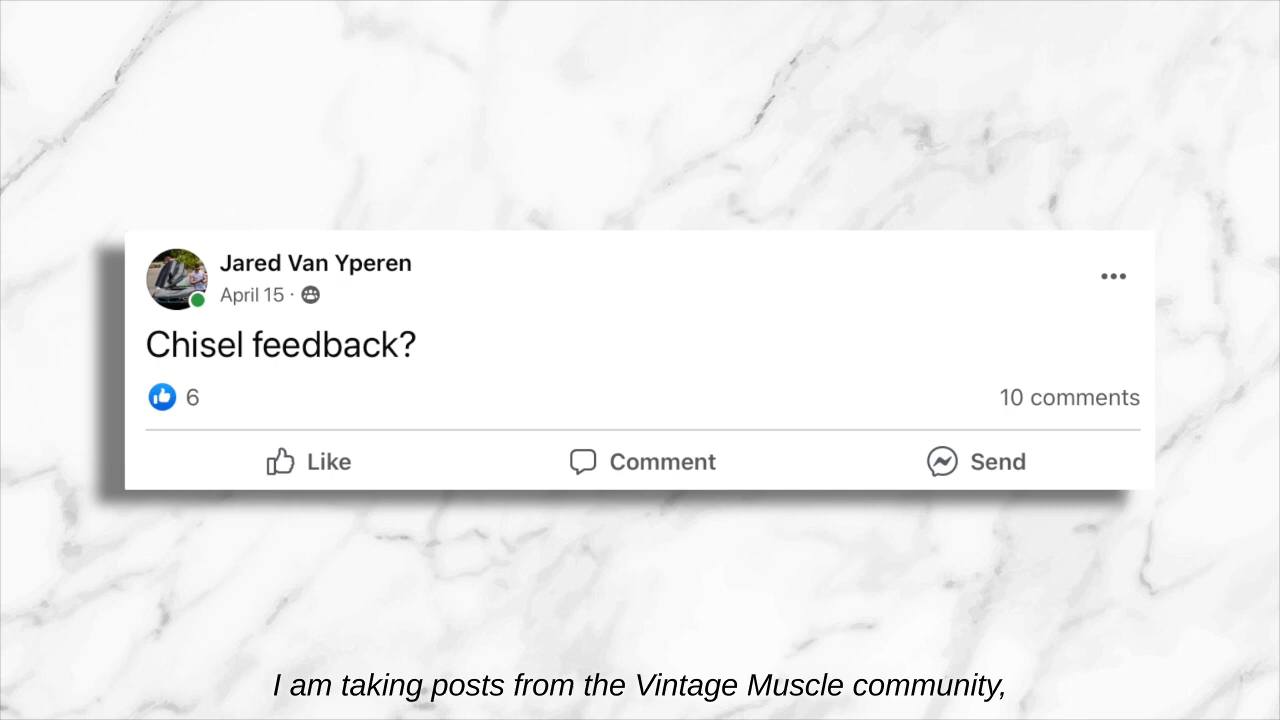 Jared Van Yperen
April 15 ·
Chisel feedback?
6
10 comments
Like
Comment
Send
I am taking posts from the Vintage Muscle community,